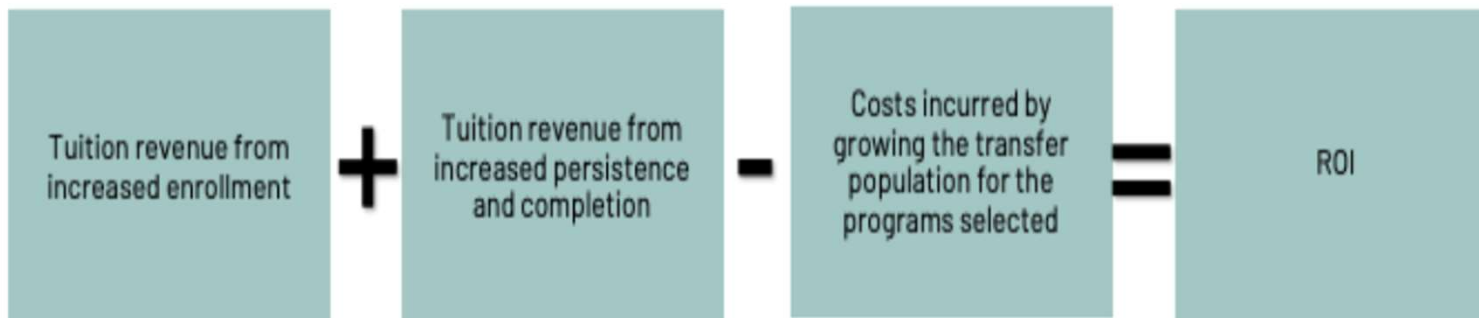 Tuition revenue from
increased enrollment
+
Tuition revenue from
increased persistence
and completion
-
Costs incurred by
growing the transfer
population for the
programs selected
=
ROI